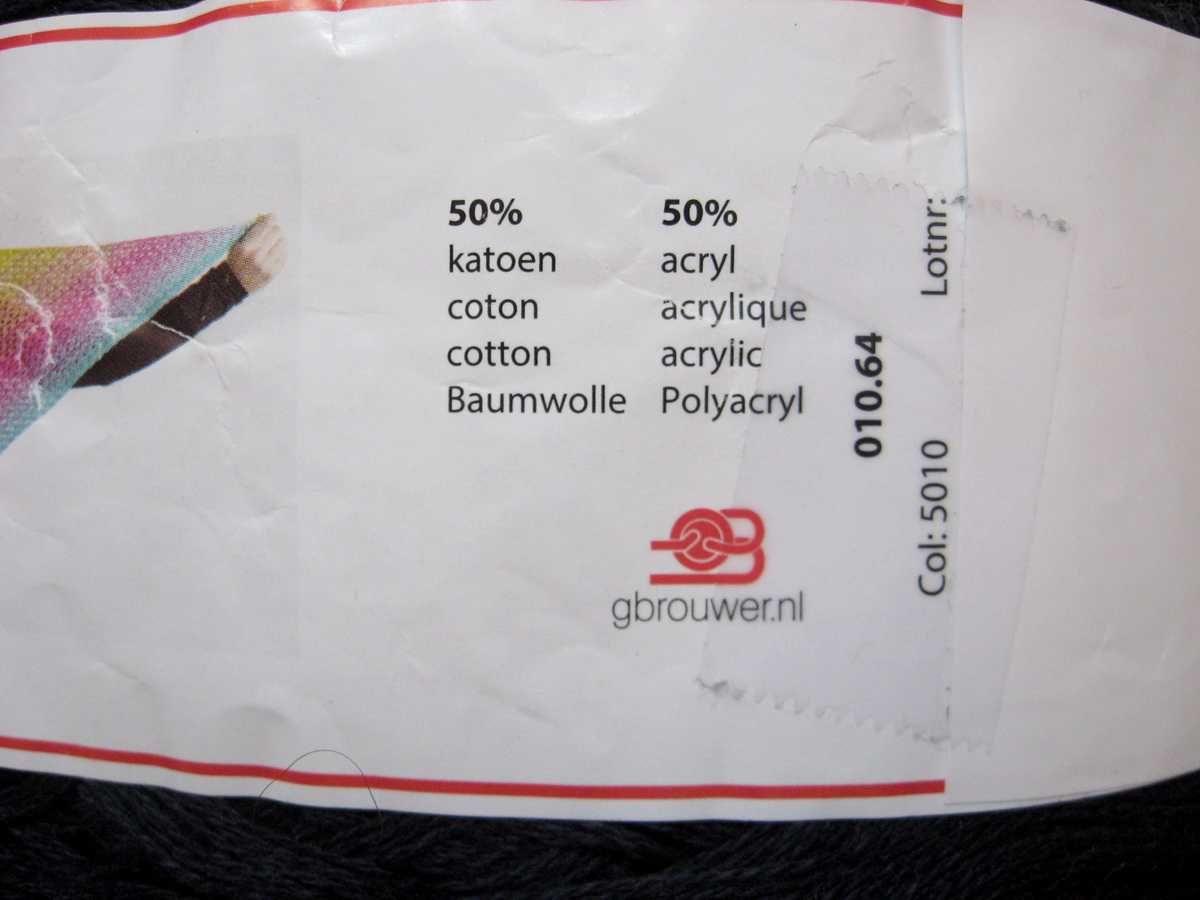 50%
katoen
coton
cotton
Baumwolle
50%
acryl
acrylique
acrylic
Polyacryl
gbrouwer.nl
010.64
Col: 5010 Lotnr: